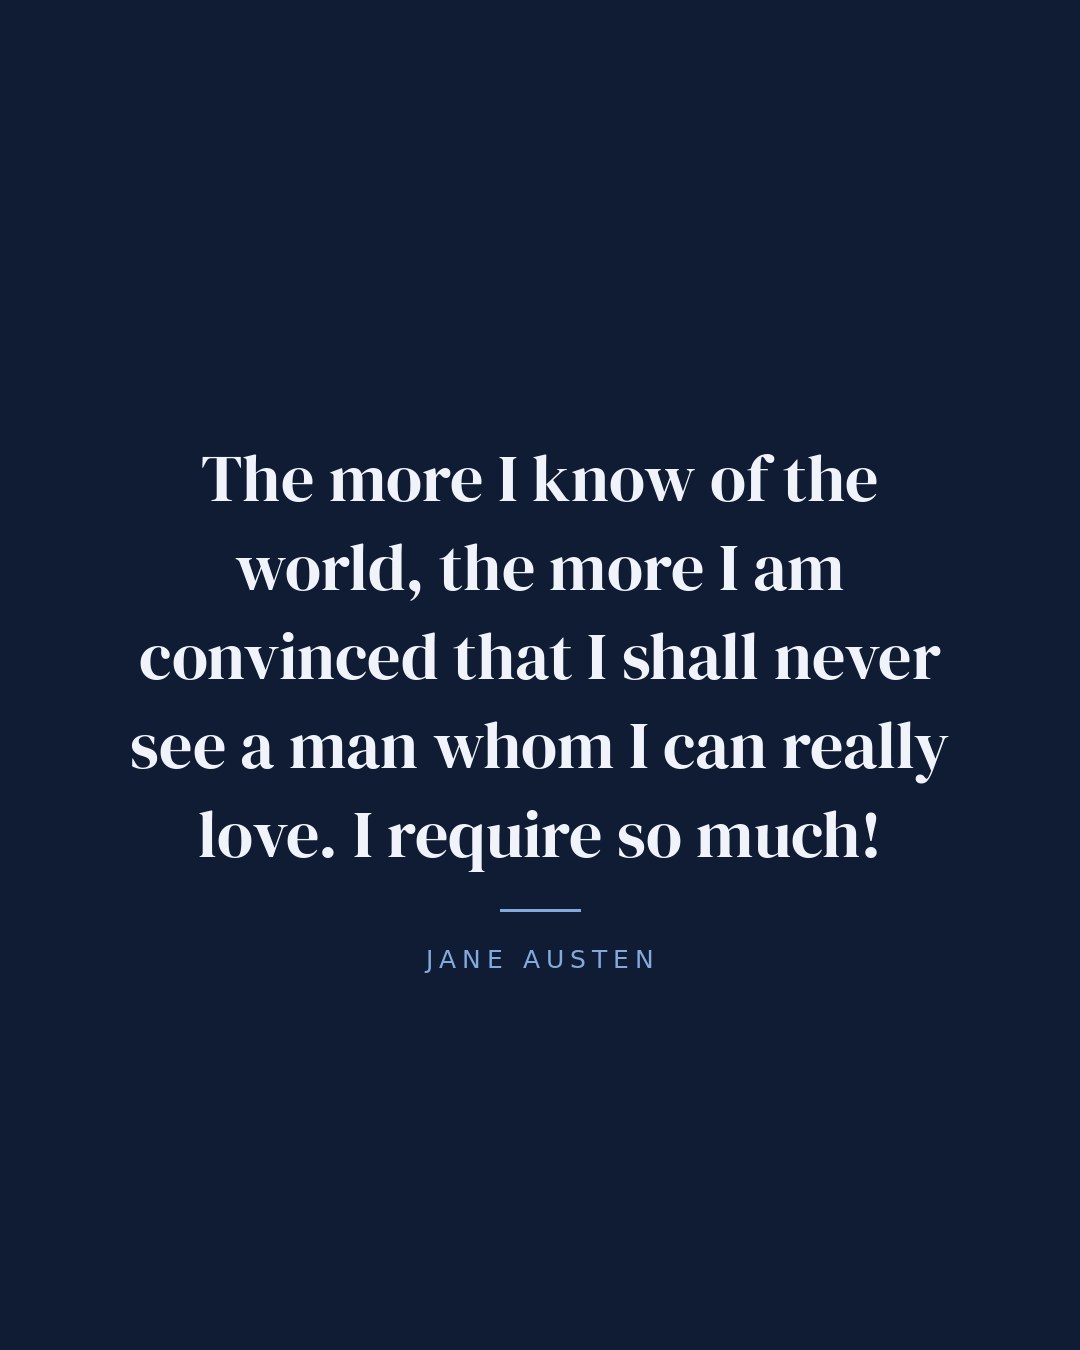 The more I know of the
world, the more I am
convinced that I shall never
see a man whom I can really
love. I require so much!
JANE AUSTEN